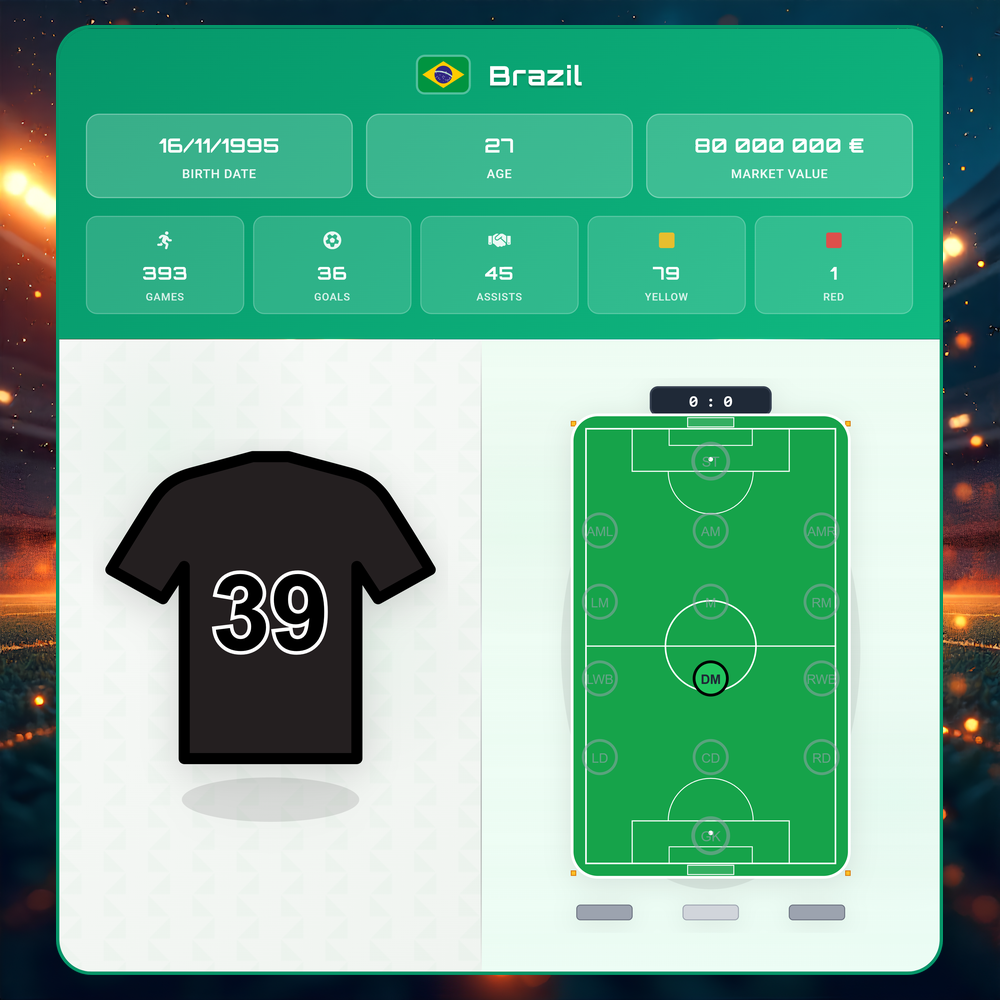 Brazil
16/11/1995
BIRTH DATE
27
AGE
80 000 000 €
MARKET VALUE
393
GAMES
36
GOALS
45
ASSISTS
79
YELLOW
1
RED
0 : 0
39
ST
AML
AM
AMR
LM
M
RM
LWB
DM
RWB
LD
CD
RD
GK